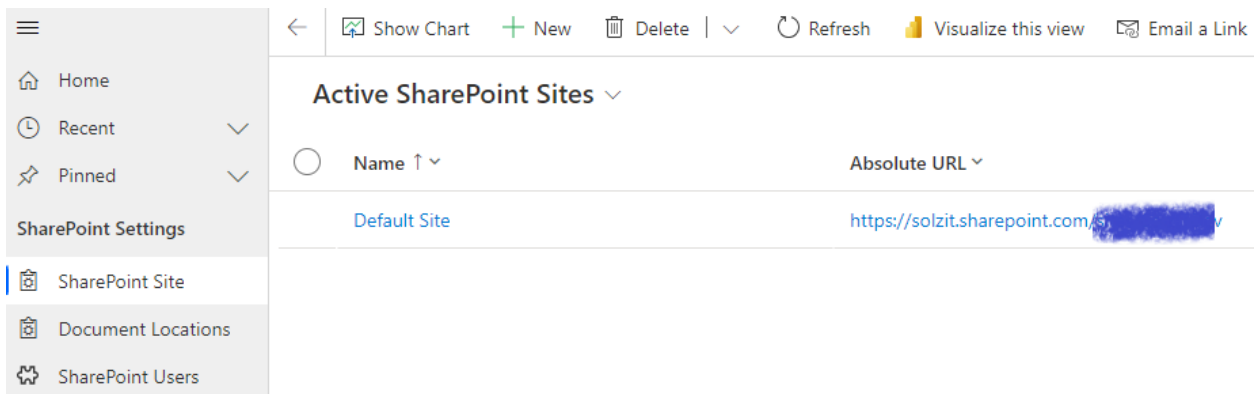 Show Chart New Delete Refresh Visualize this view Email a Link
Home
Recent
Pinned
SharePoint Settings
SharePoint Site
Document Locations
SharePoint Users
Active SharePoint Sites
Name Absolute URL
Default Site https://solzit.sharepoint.com/